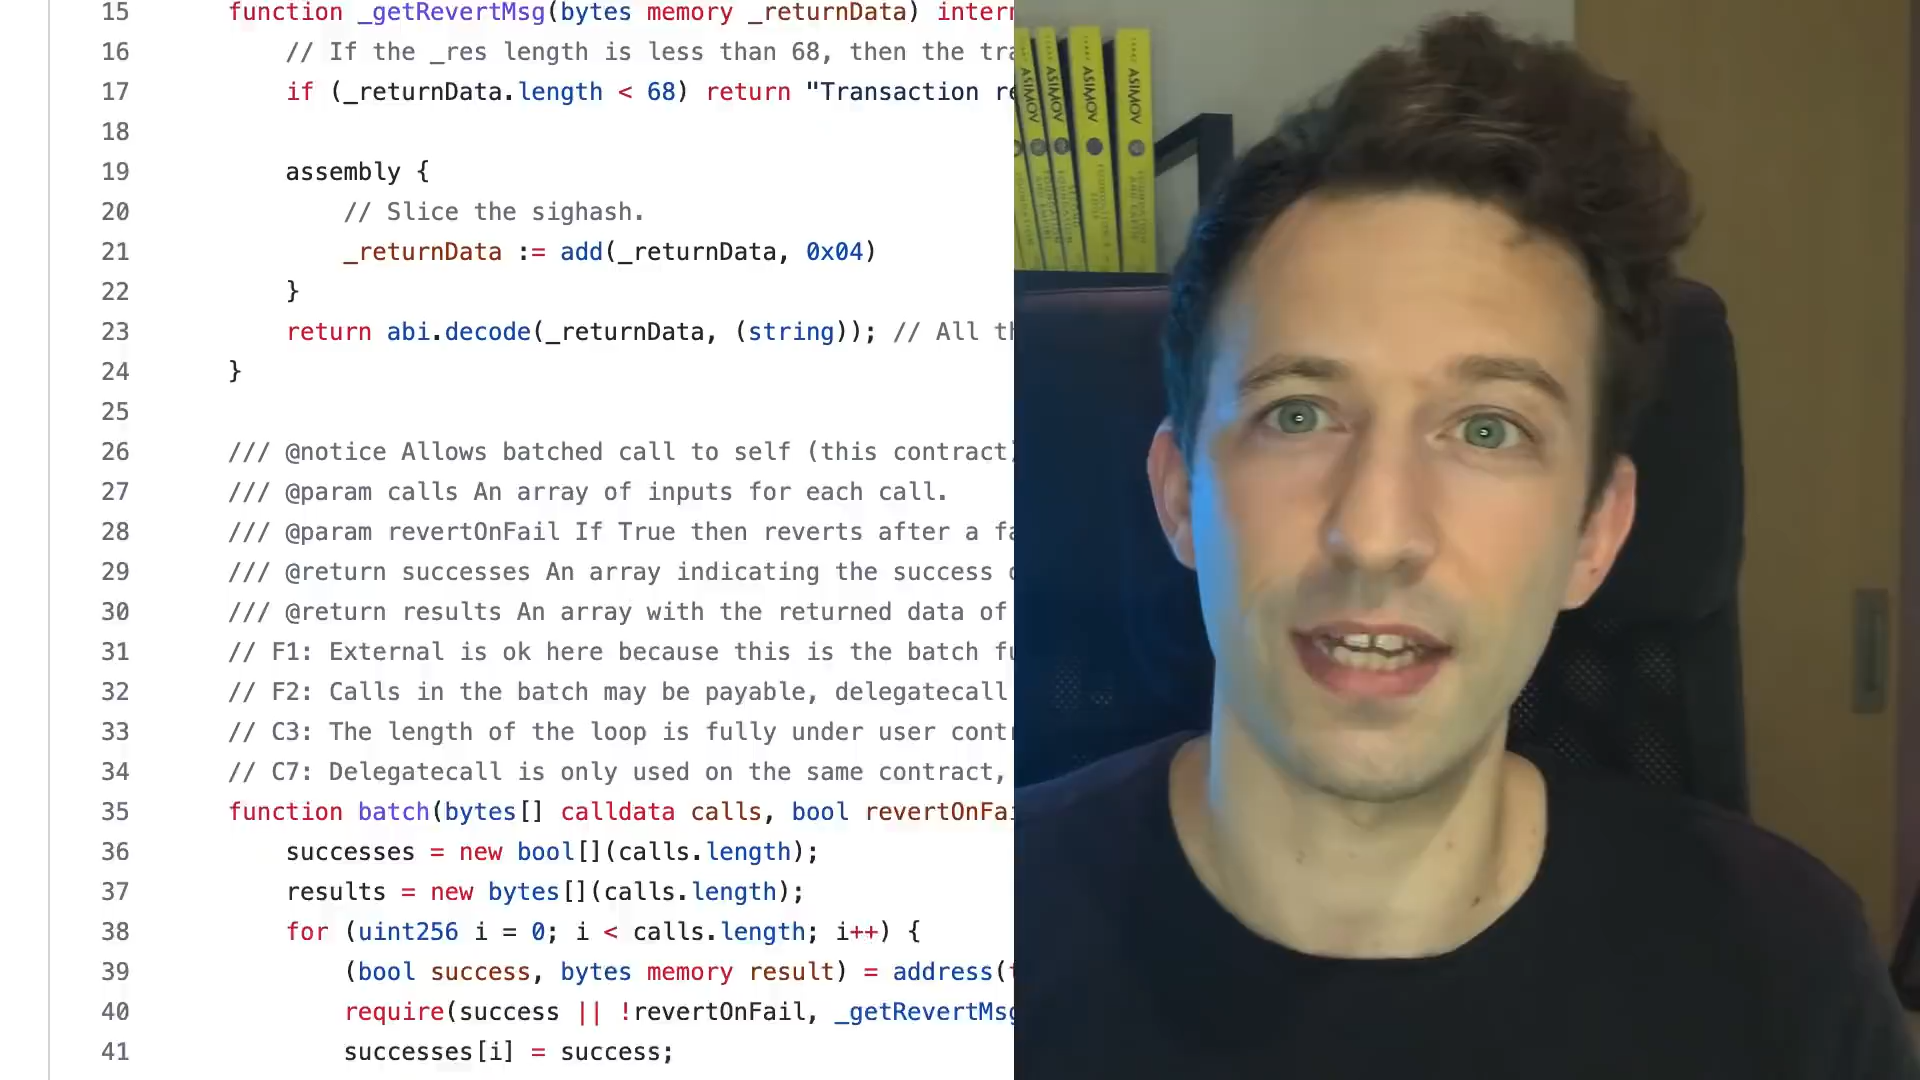 15 function _getRevertMsg(bytes memory _returnData) intern
16 // If the _res length is less than 68, then the tra
17 if (_returnData.length < 68) return "Transaction re
18
19 assembly {
20 // Slice the sighash.
21 _returnData := add(_returnData, 0x04)
22 }
23 return abi.decode(_returnData, (string)); // All th
24 }
25
26 /// @notice Allows batched call to self (this contract)
27 /// @param calls An array of inputs for each call.
28 /// @param revertOnFail If True then reverts after a fa
29 /// @return successes An array indicating the success o
30 /// @return results An array with the returned data of
31 // F1: External is ok here because this is the batch fu
32 // F2: Calls in the batch may be payable, delegatecall
33 // C3: The length of the loop is fully under user contr
34 // C7: Delegatecall is only used on the same contract,
35 function batch(bytes[] calldata calls, bool revertOnFai
36 successes = new bool[](calls.length);
37 results = new bytes[](calls.length);
38 for (uint256 i = 0; i < calls.length; i++) {
39 (bool success, bytes memory result) = address(t
40 require(success || !revertOnFail, _getRevertMsg
41 successes[i] = success;
ASIMOV
ASIMOV
ASIMOV
ASIMOV